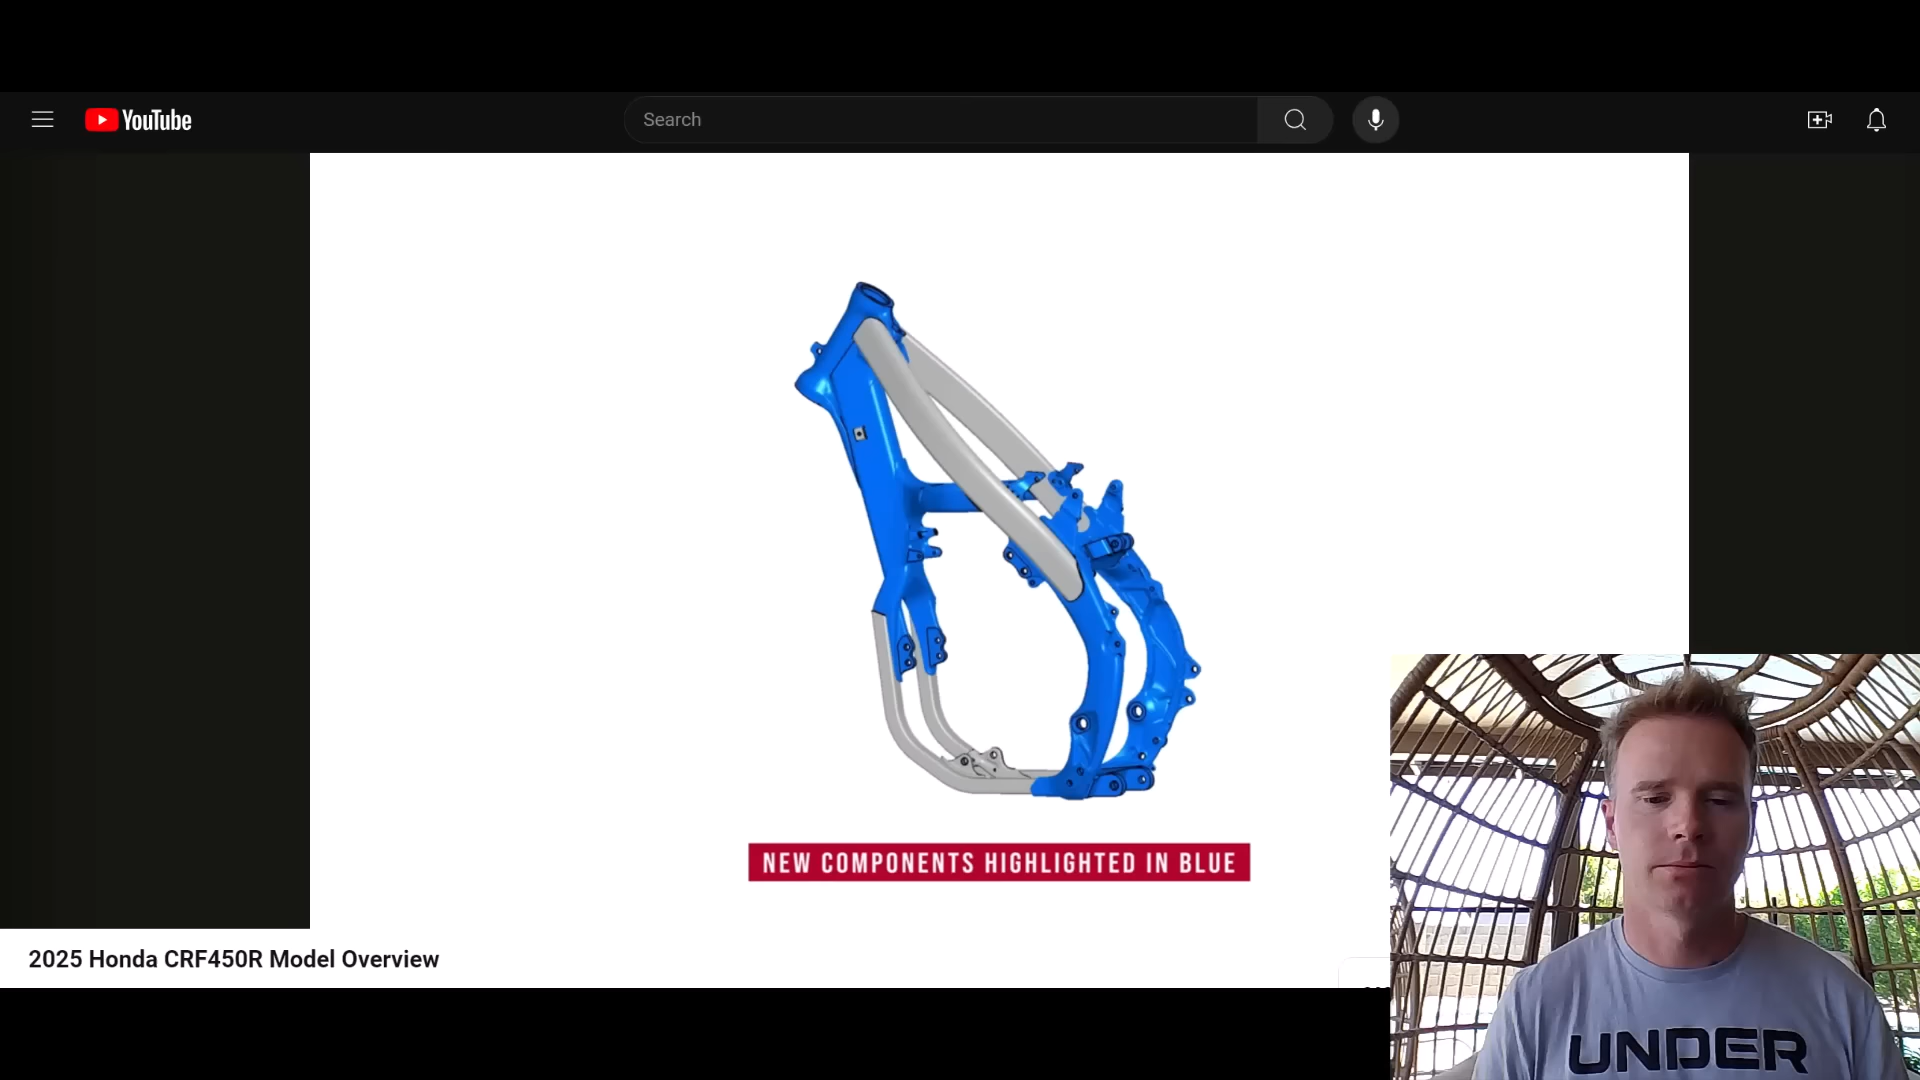 YouTube
Search
NEW COMPONENTS HIGHLIGHTED IN BLUE
2025 Honda CRF450R Model Overview
UNDER